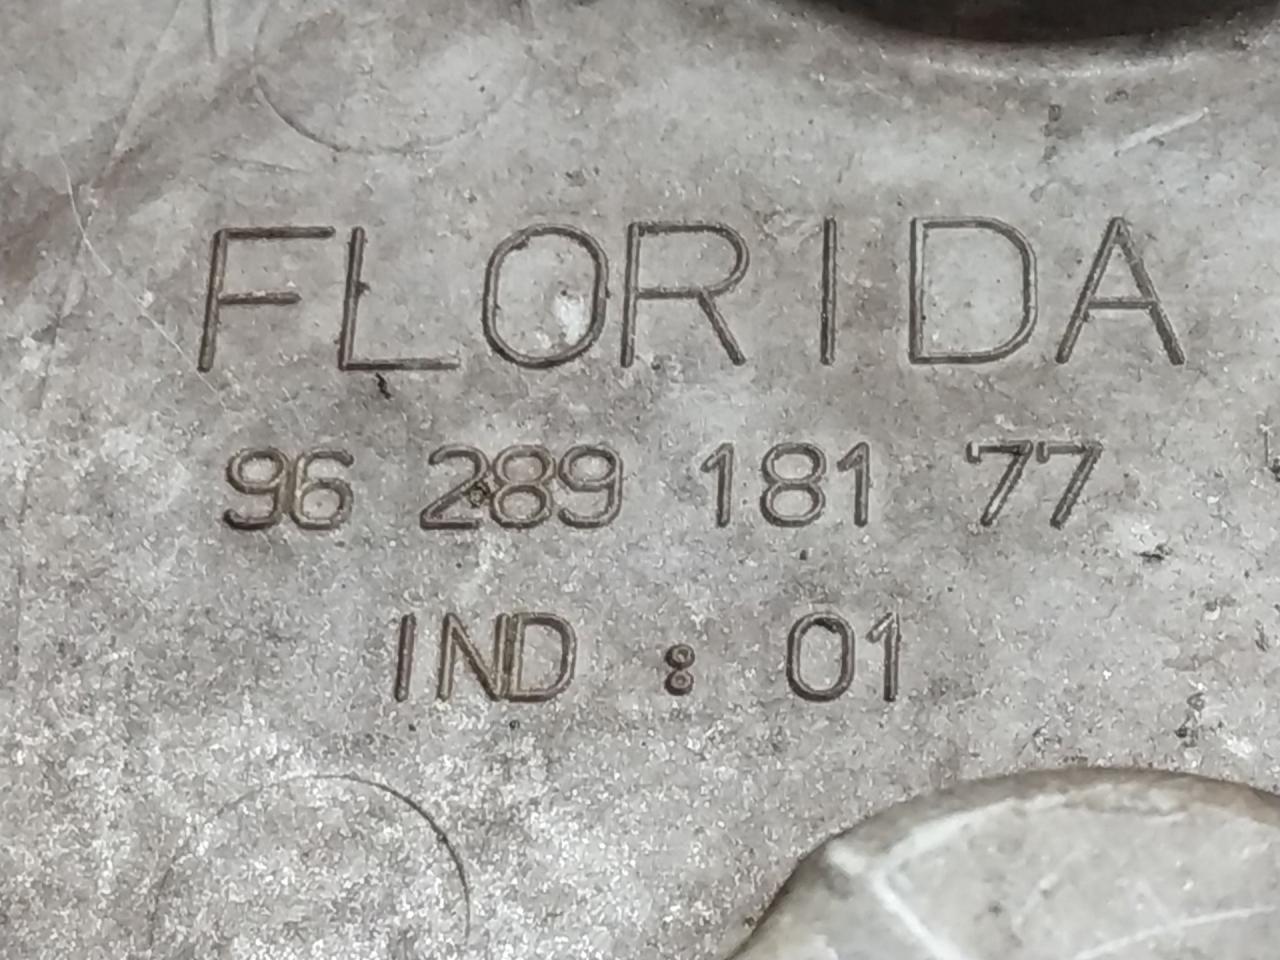 FLORIDA
96 289 181 77
IND : 01